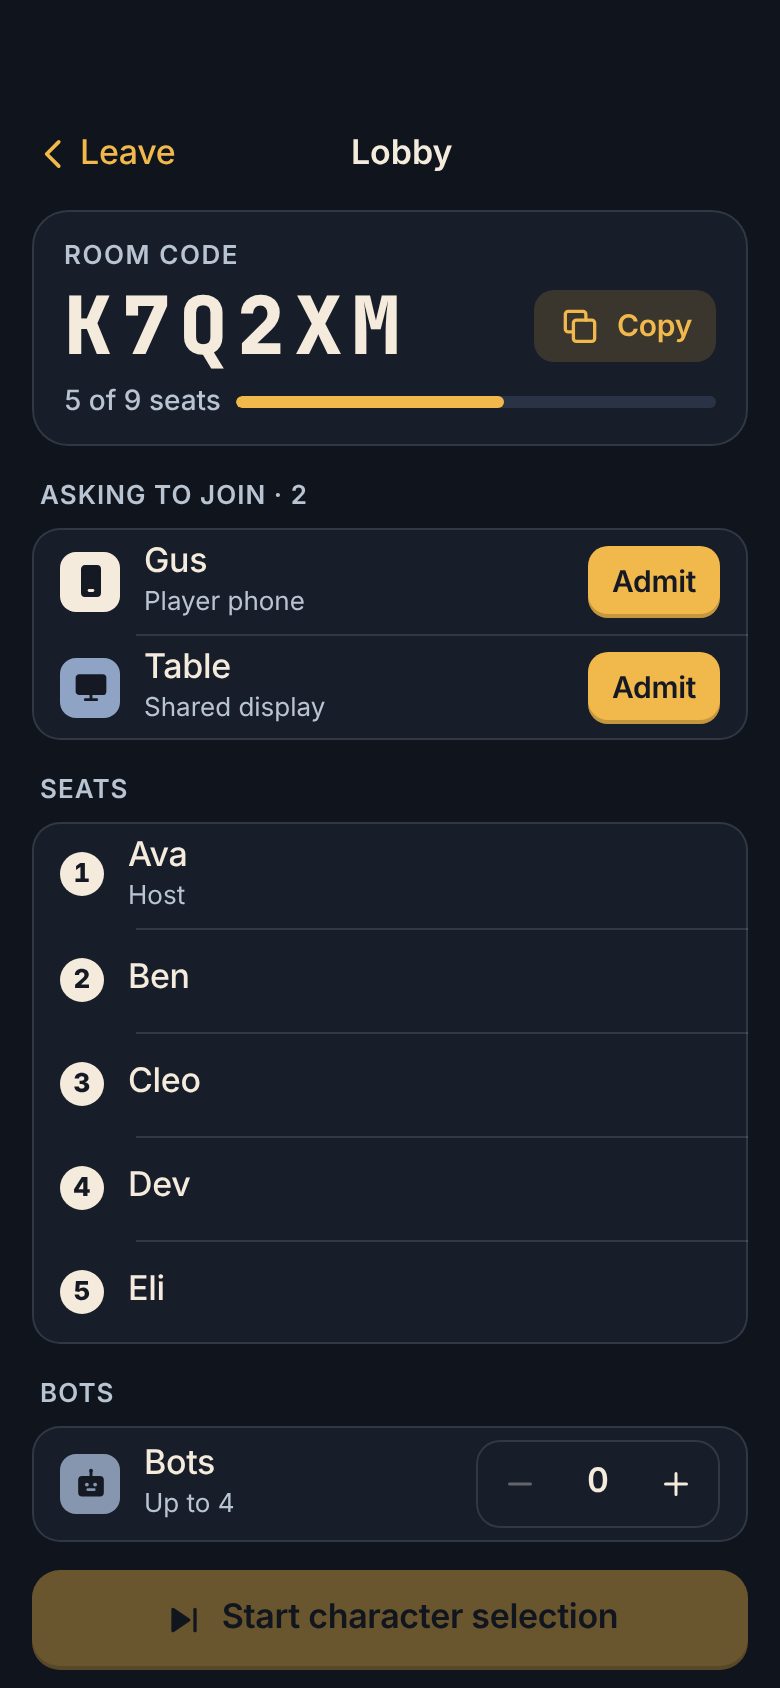 Leave
Lobby
ROOM CODE
K7Q2XM
Copy
5 of 9 seats
ASKING TO JOIN · 2
Gus
Player phone
Admit
Table
Shared display
Admit
SEATS
1 Ava
Host
2 Ben
3 Cleo
4 Dev
5 Eli
BOTS
Bots
Up to 4
0
Start character selection